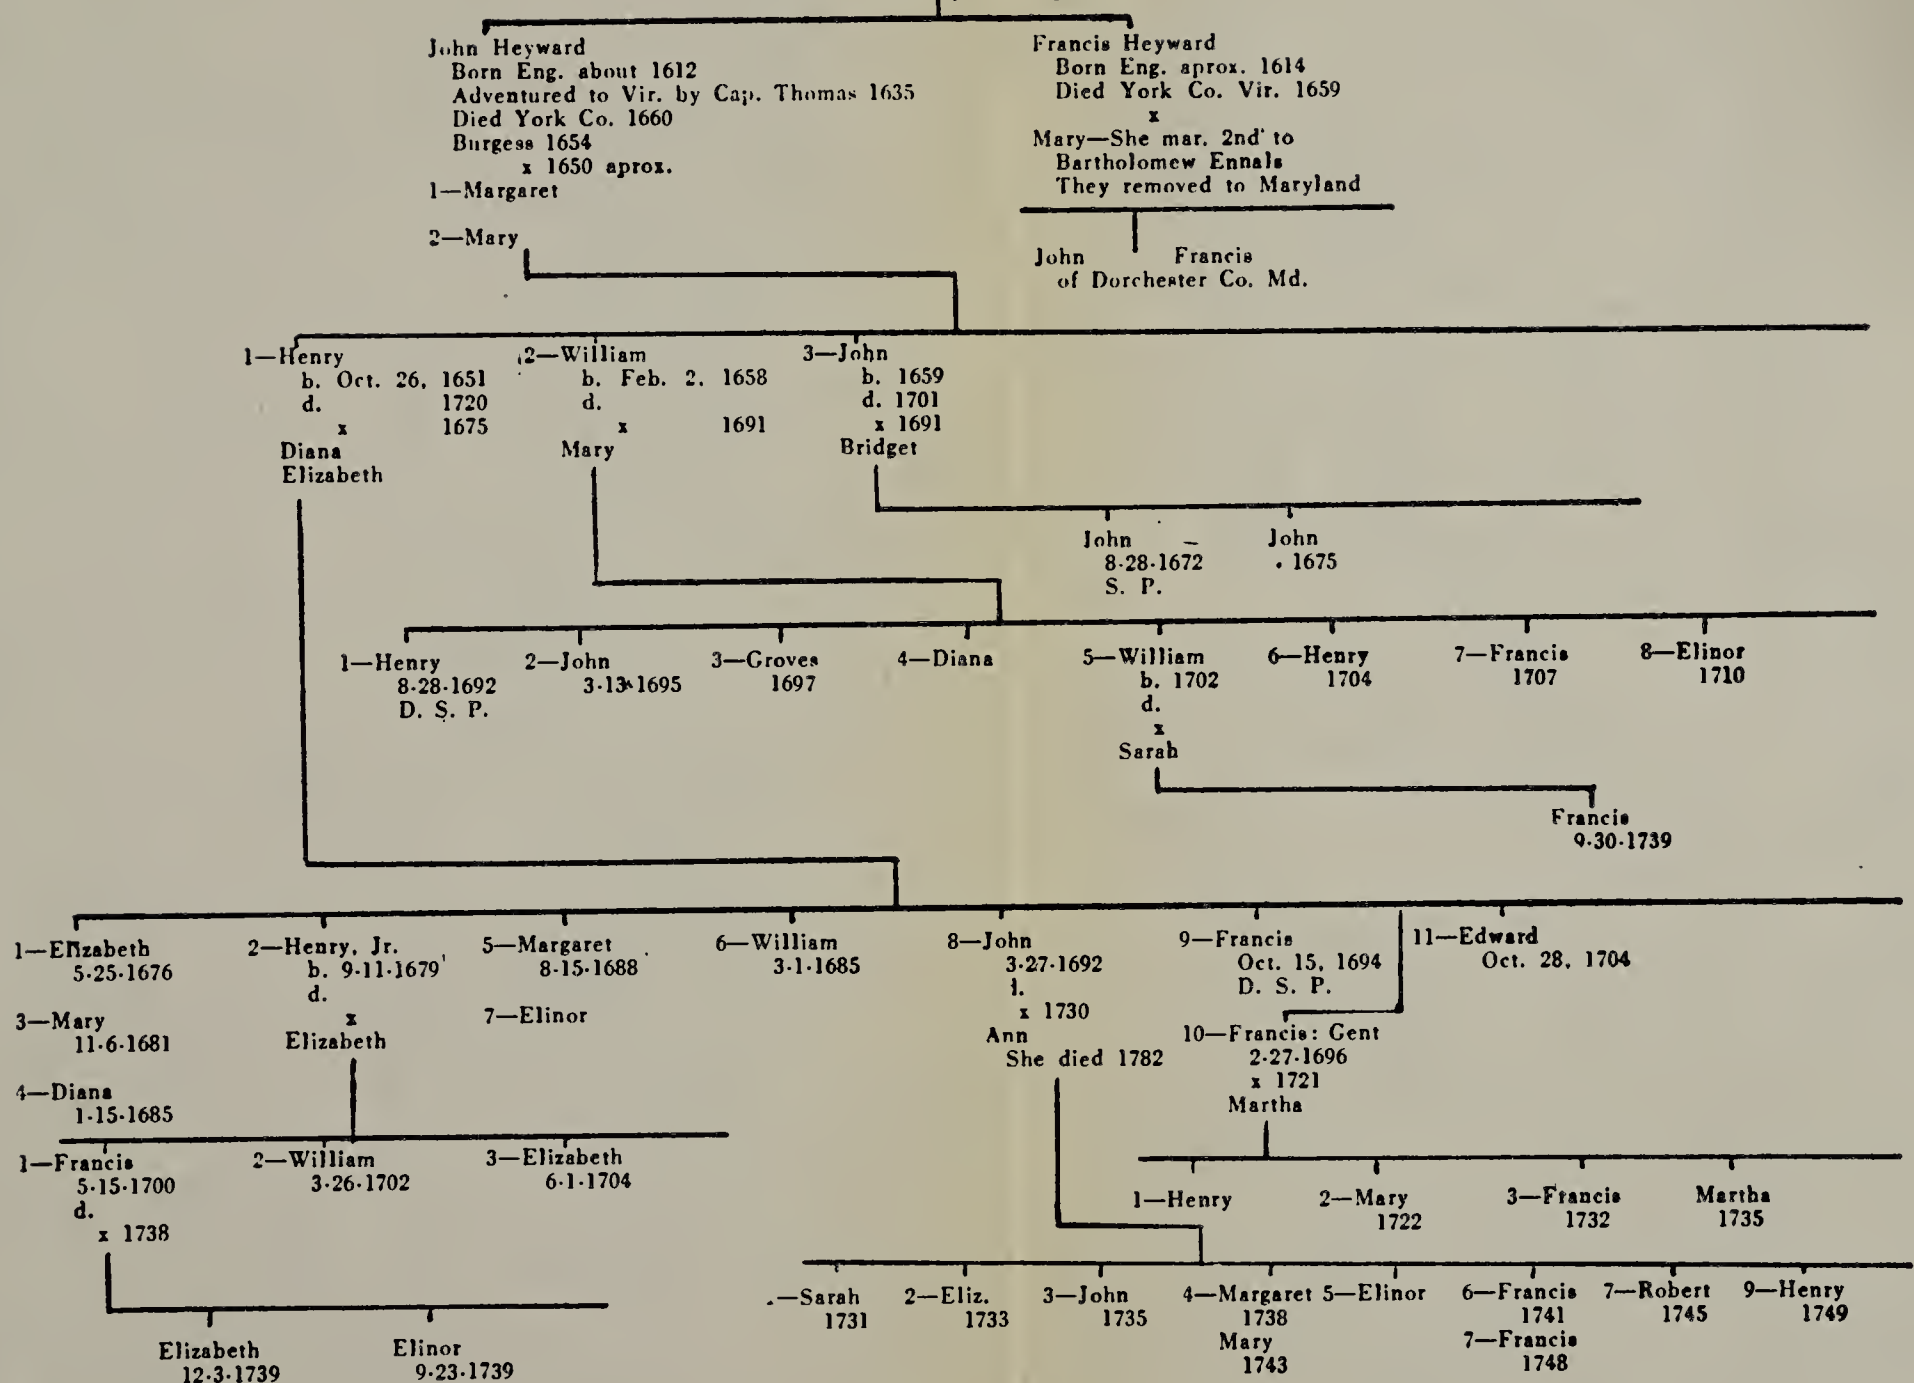 John Heyward
Born Eng. about 1612
Adventured to Vir. by Cap. Thomas 1635
Died York Co. 1660
Burgess 1654
x 1650 aprox.
1—Margaret
2—Mary
Francis Heyward
Born Eng. aprox. 1614
Died York Co. Vir. 1659
x
Mary—She mar. 2nd to
Bartholomew Ennals
They removed to Maryland
John Francis
of Dorchester Co. Md.
1—Henry
b. Oct. 26, 1651
d. 1720
x 1675
Diana
Elizabeth
2—William
b. Feb. 2, 1658
d.
x 1691
Mary
3—John
b. 1659
d. 1701
x 1691
Bridget
John
8-28-1672
S. P.
John
1675
1—Henry
8-28-1692
D. S. P.
2—John
3-13-1695
3—Groves
1697
4—Diana
5—William
b. 1702
d.
x
Sarah
6—Henry
1704
7—Francis
1707
8—Elinor
1710
Francis
9-30-1739
1—Elizabeth
5-25-1676
2—Henry, Jr.
b. 9-11-1679
d.
x
Elizabeth
5—Margaret
8-15-1688
6—William
3-1-1685
8—John
3-27-1692
x 1730
Ann
She died 1782
9—Francis
Oct. 15, 1694
D. S. P.
11—Edward
Oct. 28, 1704
3—Mary
11-6-1681
7—Elinor
10—Francis: Gent
2-27-1696
x 1721
Martha
4—Diana
1-15-1685
1—Francis
5-15-1700
d.
x 1738
2—William
3-26-1702
3—Elizabeth
6-1-1704
1—Henry
2—Mary
1722
3—Francis
1732
Martha
1735
—Sarah
1731
2—Eliz.
1733
3—John
1735
4—Margaret
1738
Mary
1743
5—Elinor
6—Francis
1741
7—Francis
1748
7—Robert
1745
9—Henry
1749
Elizabeth
12-3-1739
Elinor
9-23-1739